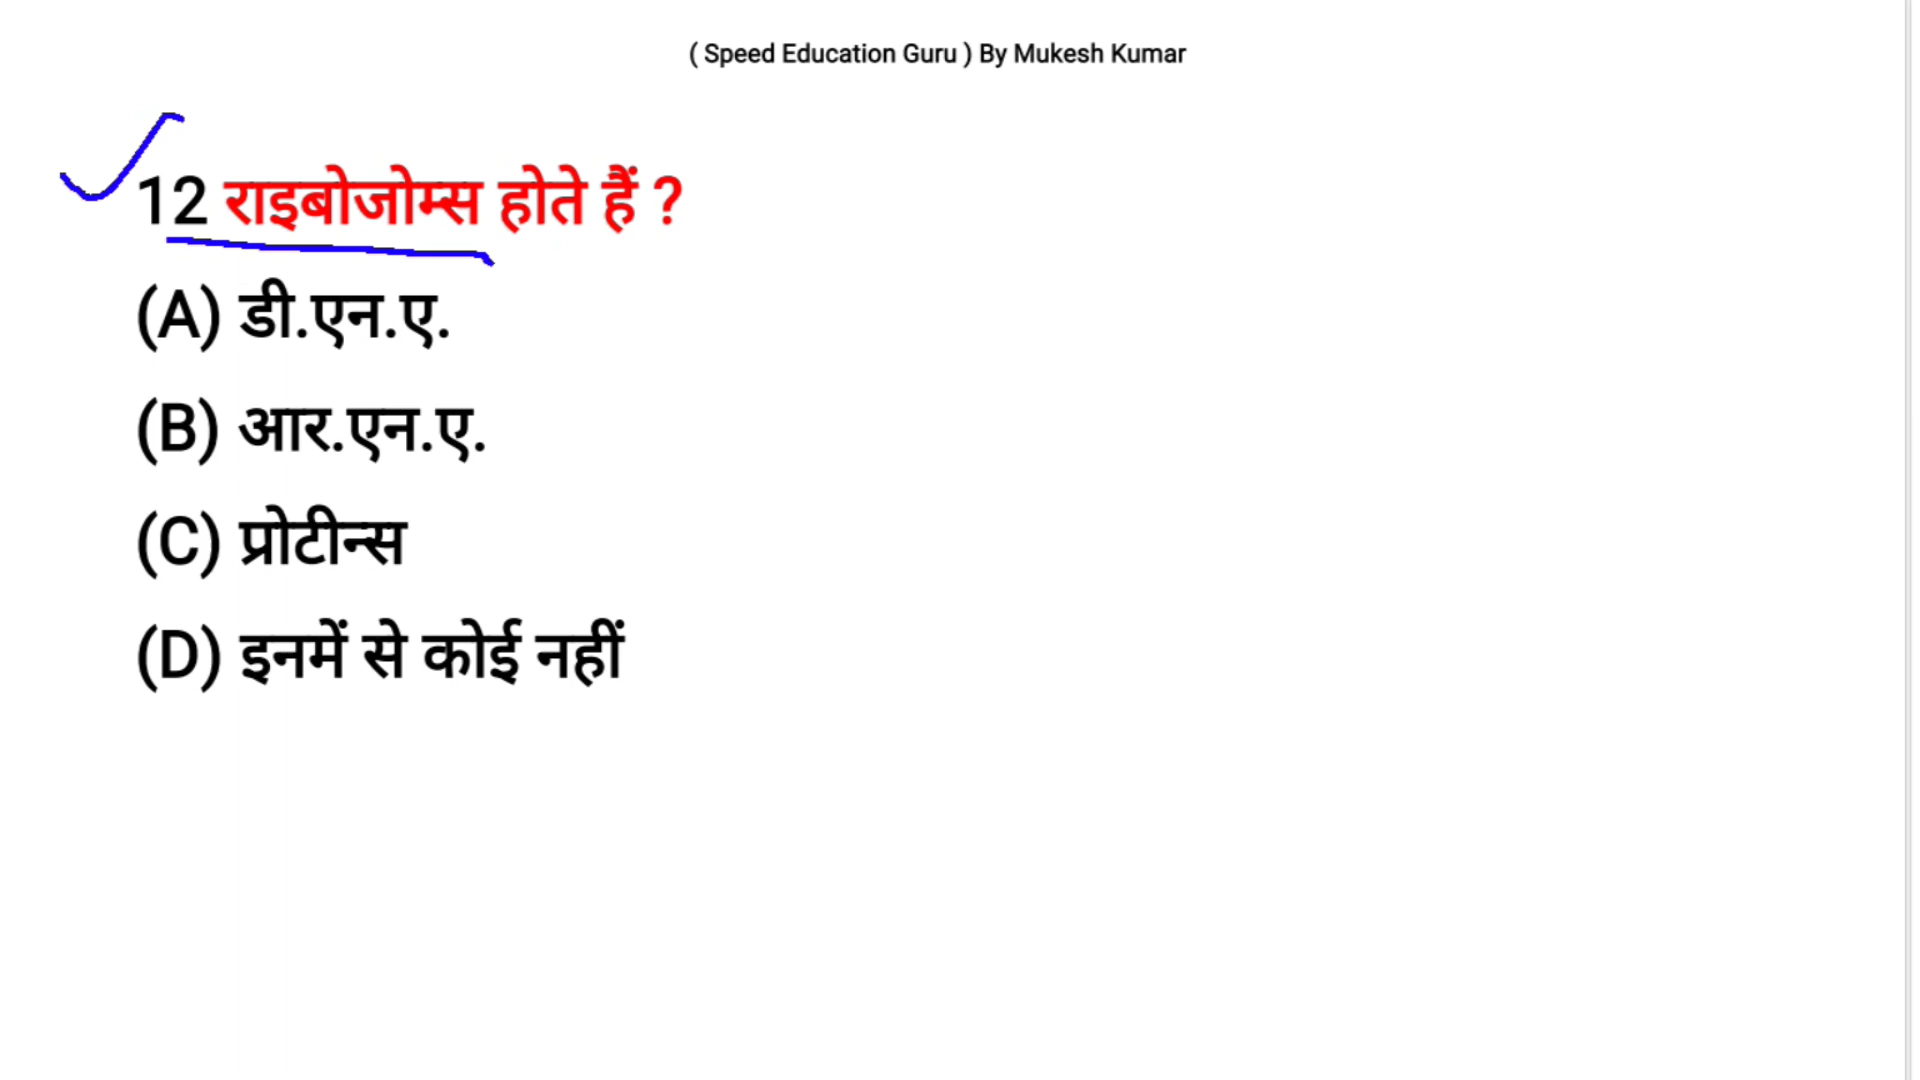 ( Speed Education Guru ) By Mukesh Kumar
12 राइबोजोम्स होते हैं ?
(A) डी.एन.ए.
(B) आर.एन.ए.
(C) प्रोटीन्स
(D) इनमें से कोई नहीं